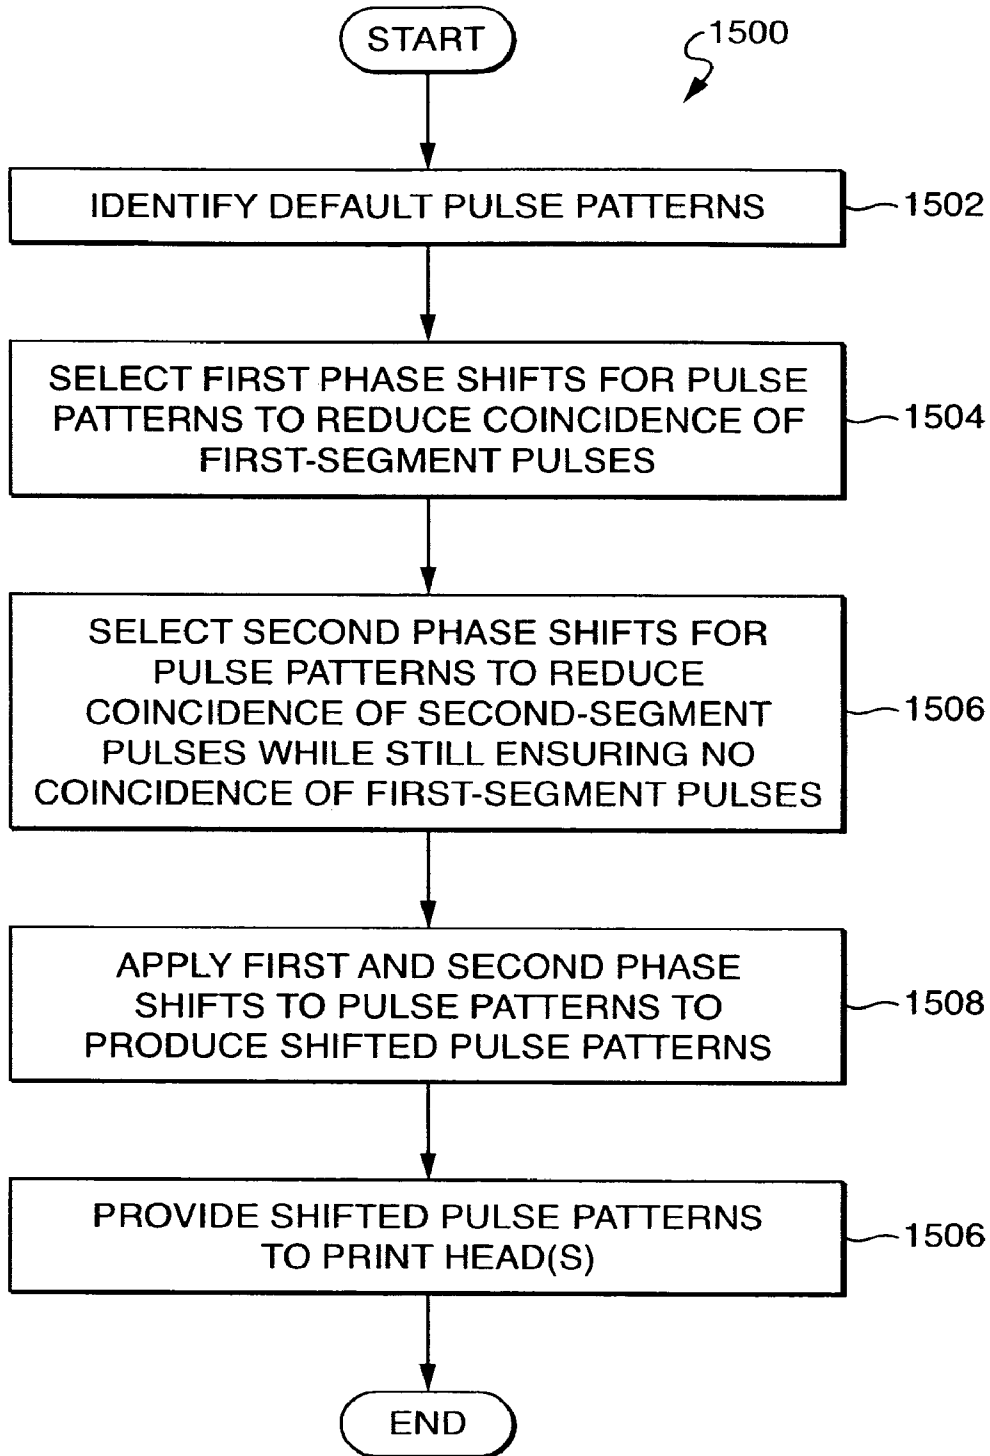 START
1500
IDENTIFY DEFAULT PULSE PATTERNS
1502
SELECT FIRST PHASE SHIFTS FOR PULSE
PATTERNS TO REDUCE COINCIDENCE OF
FIRST-SEGMENT PULSES
1504
SELECT SECOND PHASE SHIFTS FOR
PULSE PATTERNS TO REDUCE
COINCIDENCE OF SECOND-SEGMENT
PULSES WHILE STILL ENSURING NO
COINCIDENCE OF FIRST-SEGMENT PULSES
1506
APPLY FIRST AND SECOND PHASE
SHIFTS TO PULSE PATTERNS TO
PRODUCE SHIFTED PULSE PATTERNS
1508
PROVIDE SHIFTED PULSE PATTERNS
TO PRINT HEAD(S)
1506
END